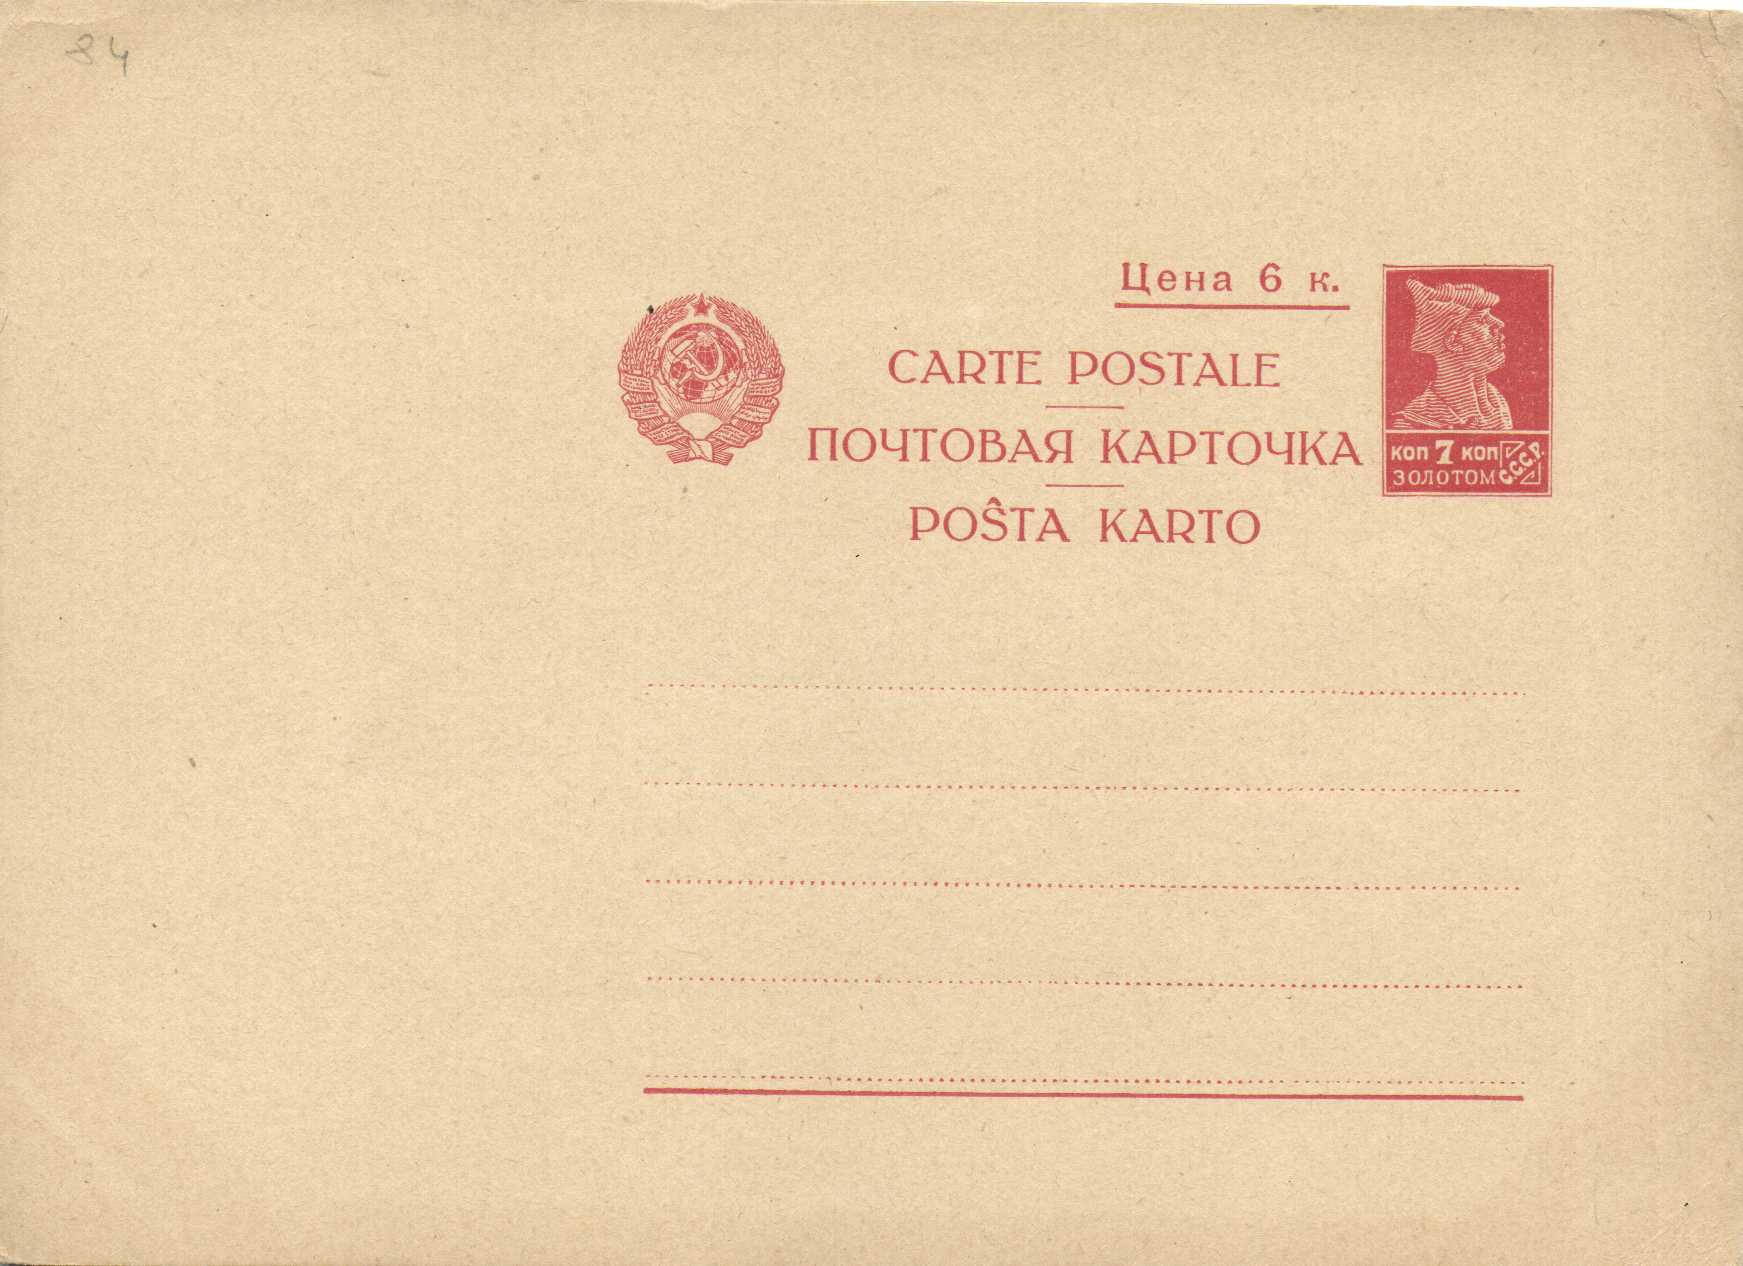 84
Цена 6 к.
CARTE POSTALE
ПОЧТОВАЯ КАРТОЧКА
POŜTA KARTO
КОП 7 КОП
ЗОЛОТОМ
С.С.С.Р.